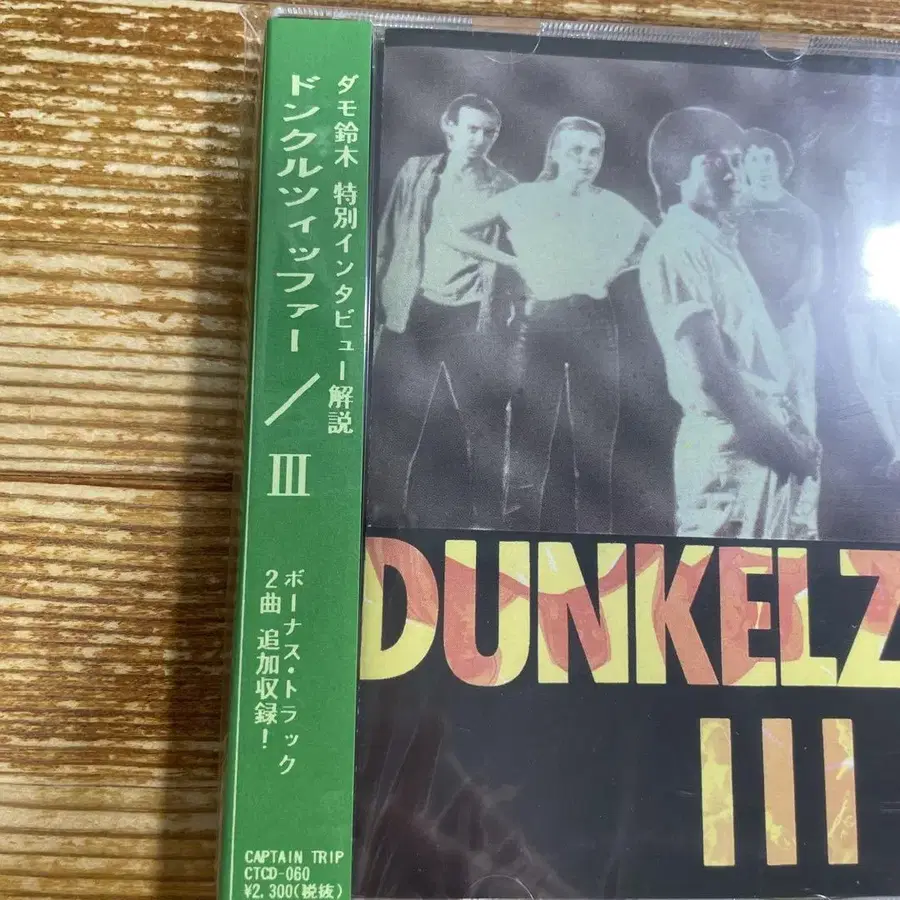 ダモ鈴木 特別インタビュー解説
ドンクルツィッファー / III
ボーナス・トラック
2曲 追加収録!
CAPTAIN TRIP
CTCD-060
¥2,300(税抜)
DUNKELZ
III